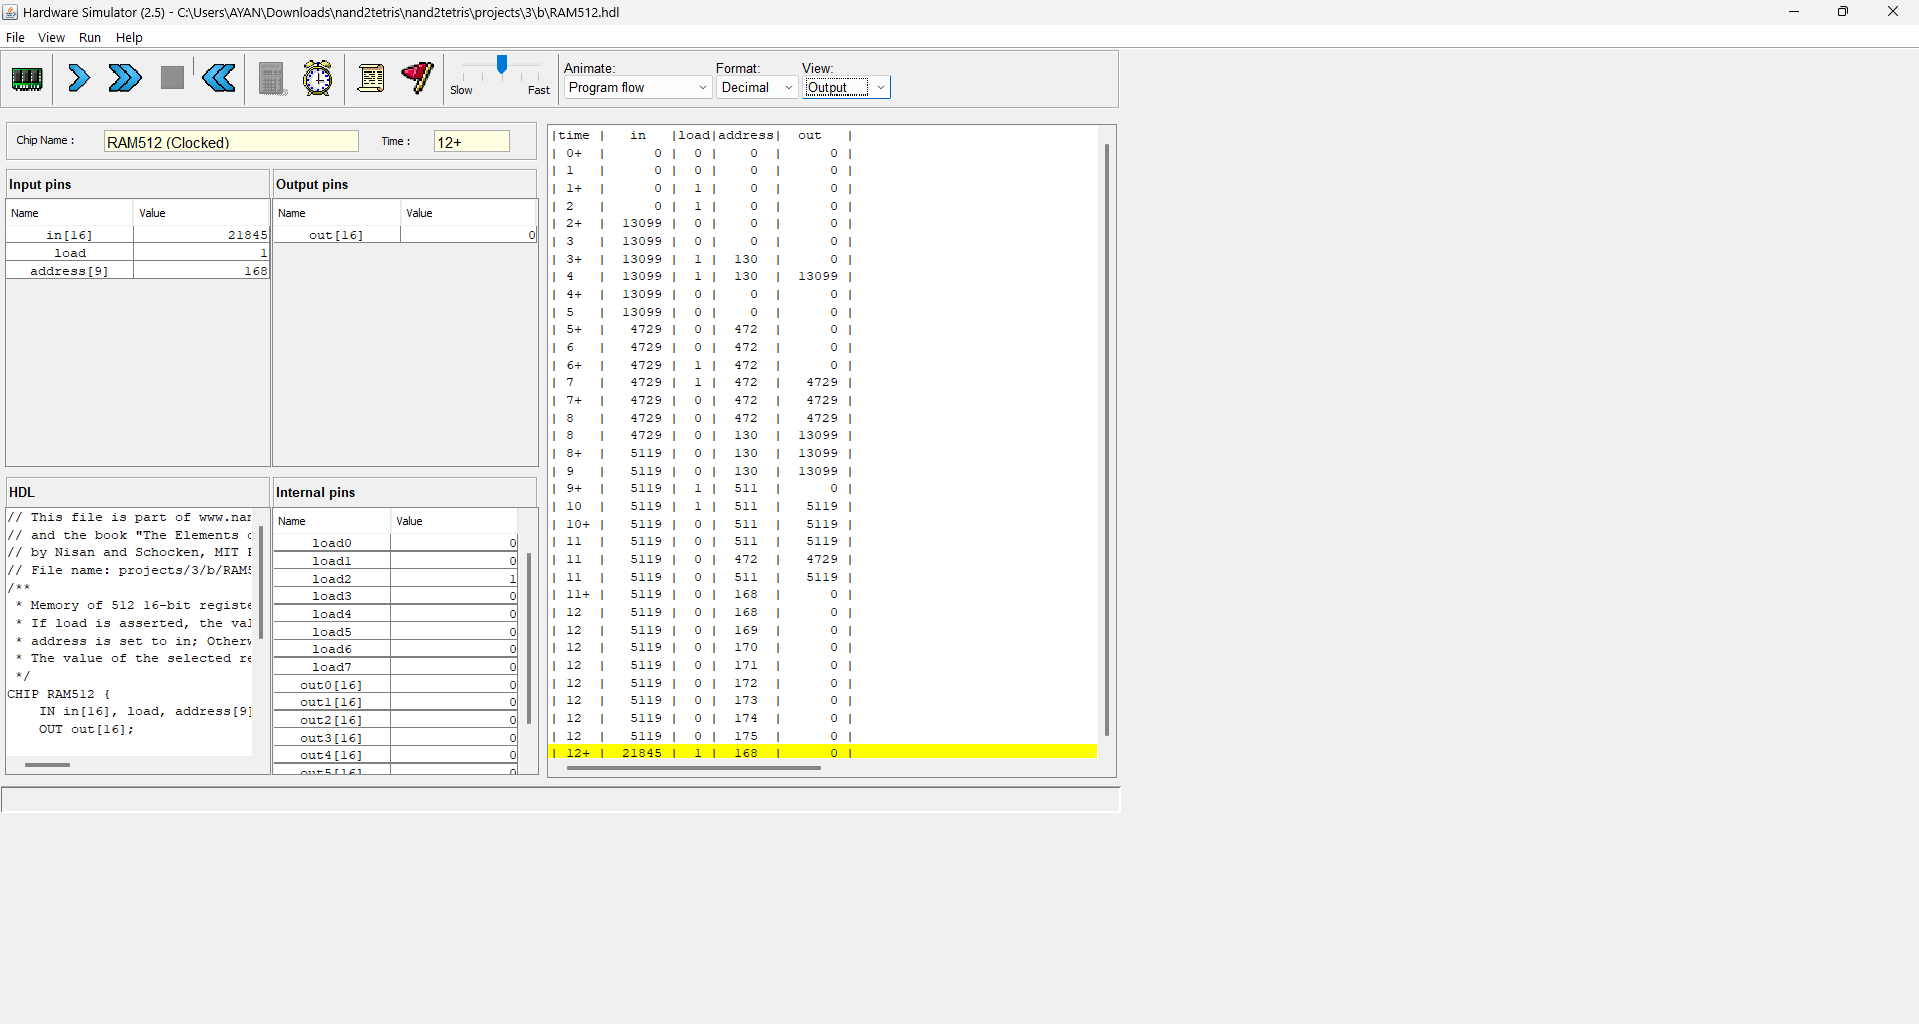 Hardware Simulator (2.5) - C:\Users\AYAN\Downloads\nand2tetris\nand2tetris\projects\3\b\RAM512.hdl
File View Run Help
Slow Fast
Animate: Format: View:
Program flow Decimal Output
Chip Name : RAM512 (Clocked) Time : 12+
Input pins
Name Value
in[16] 21845
load 1
address[9] 168
Output pins
Name Value
out[16] 0
HDL
// This file is part of www.nan
// and the book "The Elements o
// by Nisan and Schocken, MIT P
// File name: projects/3/b/RAM5
/**
* Memory of 512 16-bit registe
* If load is asserted, the val
* address is set to in; Otherw
* The value of the selected re
*/
CHIP RAM512 {
IN in[16], load, address[9]
OUT out[16];
Internal pins
Name Value
load0 0
load1 0
load2 1
load3 0
load4 0
load5 0
load6 0
load7 0
out0[16] 0
out1[16] 0
out2[16] 0
out3[16] 0
out4[16] 0
out5[16] 0
|time | in |load|address| out |
| 0+ | 0 | 0 | 0 | 0 |
| 1 | 0 | 0 | 0 | 0 |
| 1+ | 0 | 1 | 0 | 0 |
| 2 | 0 | 1 | 0 | 0 |
| 2+ | 13099 | 0 | 0 | 0 |
| 3 | 13099 | 0 | 0 | 0 |
| 3+ | 13099 | 1 | 130 | 0 |
| 4 | 13099 | 1 | 130 | 13099 |
| 4+ | 13099 | 0 | 0 | 0 |
| 5 | 13099 | 0 | 0 | 0 |
| 5+ | 4729 | 0 | 472 | 0 |
| 6 | 4729 | 0 | 472 | 0 |
| 6+ | 4729 | 1 | 472 | 0 |
| 7 | 4729 | 1 | 472 | 4729 |
| 7+ | 4729 | 0 | 472 | 4729 |
| 8 | 4729 | 0 | 472 | 4729 |
| 8 | 4729 | 0 | 130 | 13099 |
| 8+ | 5119 | 0 | 130 | 13099 |
| 9 | 5119 | 0 | 130 | 13099 |
| 9+ | 5119 | 1 | 511 | 0 |
| 10 | 5119 | 1 | 511 | 5119 |
| 10+ | 5119 | 0 | 511 | 5119 |
| 11 | 5119 | 0 | 511 | 5119 |
| 11 | 5119 | 0 | 472 | 4729 |
| 11 | 5119 | 0 | 511 | 5119 |
| 11+ | 5119 | 0 | 168 | 0 |
| 12 | 5119 | 0 | 168 | 0 |
| 12 | 5119 | 0 | 169 | 0 |
| 12 | 5119 | 0 | 170 | 0 |
| 12 | 5119 | 0 | 171 | 0 |
| 12 | 5119 | 0 | 172 | 0 |
| 12 | 5119 | 0 | 173 | 0 |
| 12 | 5119 | 0 | 174 | 0 |
| 12 | 5119 | 0 | 175 | 0 |
| 12+ | 21845 | 1 | 168 | 0 |